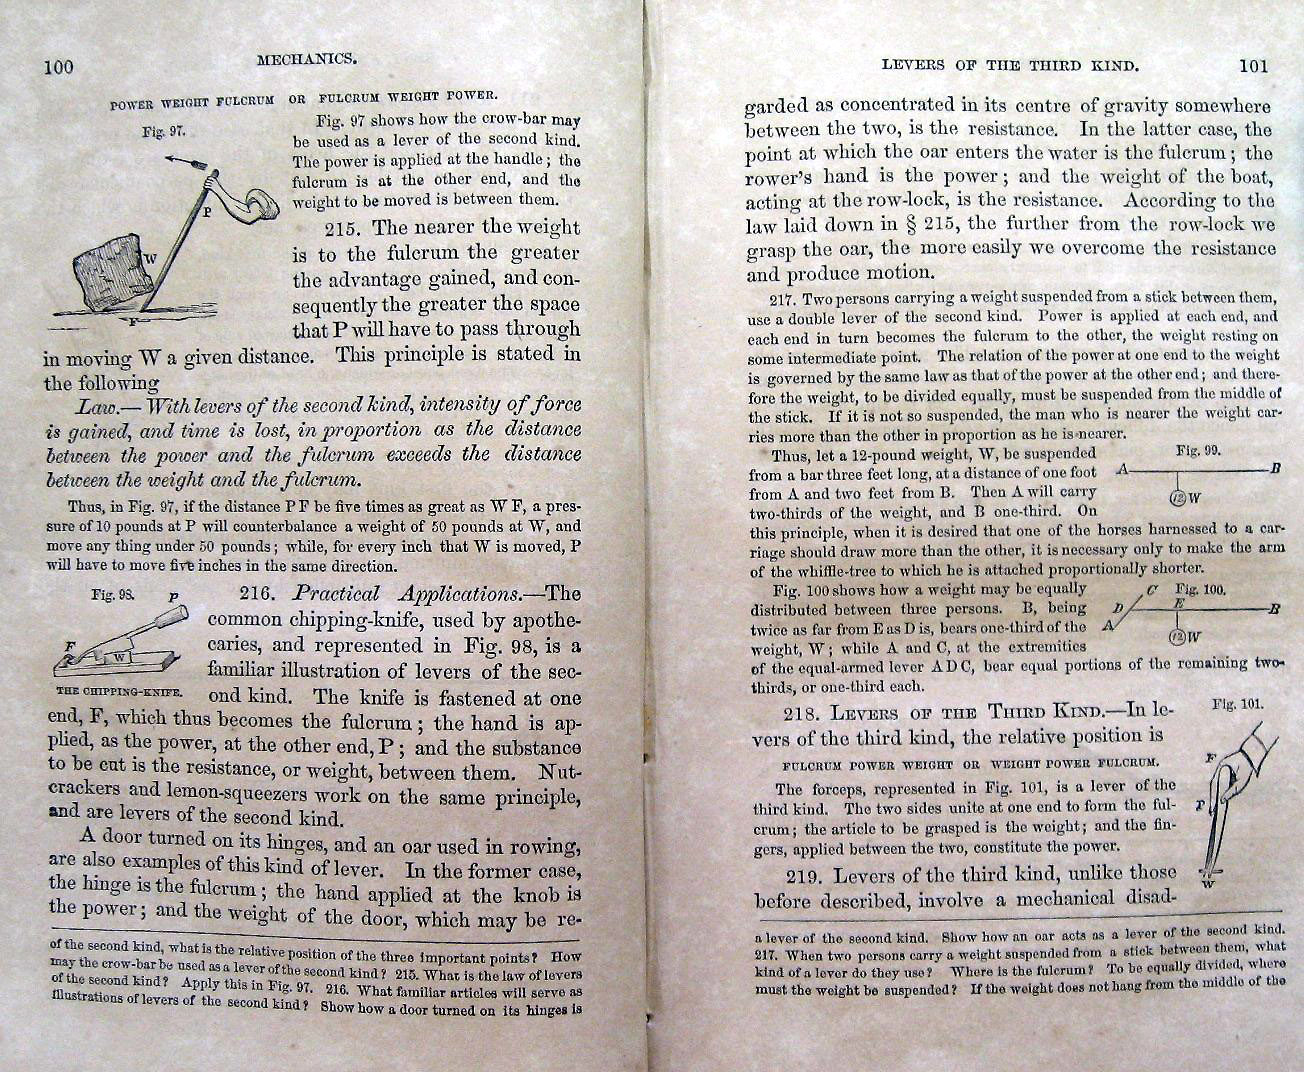 100
MECHANICS.
POWER WEIGHT FULCRUM OR FULCRUM WEIGHT POWER.
Fig. 97.
P
W
F
Fig. 97 shows how the crow-bar may
be used as a lever of the second kind.
The power is applied at the handle; the
fulcrum is at the other end, and the
weight to be moved is between them.
215. The nearer the weight
is to the fulcrum the greater
the advantage gained, and con-
sequently the greater the space
that P will have to pass through
in moving W a given distance. This principle is stated in
the following
Law.—With levers of the second kind, intensity of force
is gained, and time is lost, in proportion as the distance
between the power and the fulcrum exceeds the distance
between the weight and the fulcrum.
Thus, in Fig. 97, if the distance P F be five times as great as W F, a pres-
sure of 10 pounds at P will counterbalance a weight of 50 pounds at W, and
move any thing under 50 pounds; while, for every inch that W is moved, P
will have to move five inches in the same direction.
Fig. 98.
P
F
W
THE CHIPPING-KNIFE.
216. Practical Applications.—The
common chipping-knife, used by apothe-
caries, and represented in Fig. 98, is a
familiar illustration of levers of the sec-
ond kind. The knife is fastened at one
end, F, which thus becomes the fulcrum; the hand is ap-
plied, as the power, at the other end, P; and the substance
to be cut is the resistance, or weight, between them. Nut-
crackers and lemon-squeezers work on the same principle,
and are levers of the second kind.
A door turned on its hinges, and an oar used in rowing,
are also examples of this kind of lever. In the former case,
the hinge is the fulcrum; the hand applied at the knob is
the power; and the weight of the door, which may be re-
of the second kind, what is the relative position of the three important points? How
may the crow-bar be used as a lever of the second kind? 215. What is the law of levers
of the second kind? Apply this in Fig. 97. 216. What familiar articles will serve as
illustrations of levers of the second kind? Show how a door turned on its hinges is
LEVERS OF THE THIRD KIND.
101
garded as concentrated in its centre of gravity somewhere
between the two, is the resistance. In the latter case, the
point at which the oar enters the water is the fulcrum; the
rower's hand is the power; and the weight of the boat,
acting at the row-lock, is the resistance. According to the
law laid down in § 215, the further from the row-lock we
grasp the oar, the more easily we overcome the resistance
and produce motion.
217. Two persons carrying a weight suspended from a stick between them,
use a double lever of the second kind. Power is applied at each end, and
each end in turn becomes the fulcrum to the other, the weight resting on
some intermediate point. The relation of the power at one end to the weight
is governed by the same law as that of the power at the other end; and there-
fore the weight, to be divided equally, must be suspended from the middle of
the stick. If it is not so suspended, the man who is nearer the weight car-
ries more than the other in proportion as he is nearer.
Thus, let a 12-pound weight, W, be suspended
from a bar three feet long, at a distance of one foot
from A and two feet from B. Then A will carry
two-thirds of the weight, and B one-third. On
Fig. 99.
A B
12 W
this principle, when it is desired that one of the horses harnessed to a car-
riage should draw more than the other, it is necessary only to make the arm
of the whiffle-tree to which he is attached proportionally shorter.
Fig. 100 shows how a weight may be equally
distributed between three persons. B, being
twice as far from E as D is, bears one-third of the
weight, W; while A and C, at the extremities
C Fig. 100.
D E B
A
12 W
of the equal-armed lever A D C, bear equal portions of the remaining two-
thirds, or one-third each.
218. LEVERS OF THE THIRD KIND.—In le-
vers of the third kind, the relative position is
FULCRUM POWER WEIGHT OR WEIGHT POWER FULCRUM.
The forceps, represented in Fig. 101, is a lever of the
third kind. The two sides unite at one end to form the ful-
crum; the article to be grasped is the weight; and the fin-
gers, applied between the two, constitute the power.
Fig. 101.
F
P
W
219. Levers of the third kind, unlike those
before described, involve a mechanical disad-
a lever of the second kind. Show how an oar acts as a lever of the second kind.
217. When two persons carry a weight suspended from a stick between them, what
kind of a lever do they use? Where is the fulcrum? To be equally divided, where
must the weight be suspended? If the weight does not hang from the middle of the